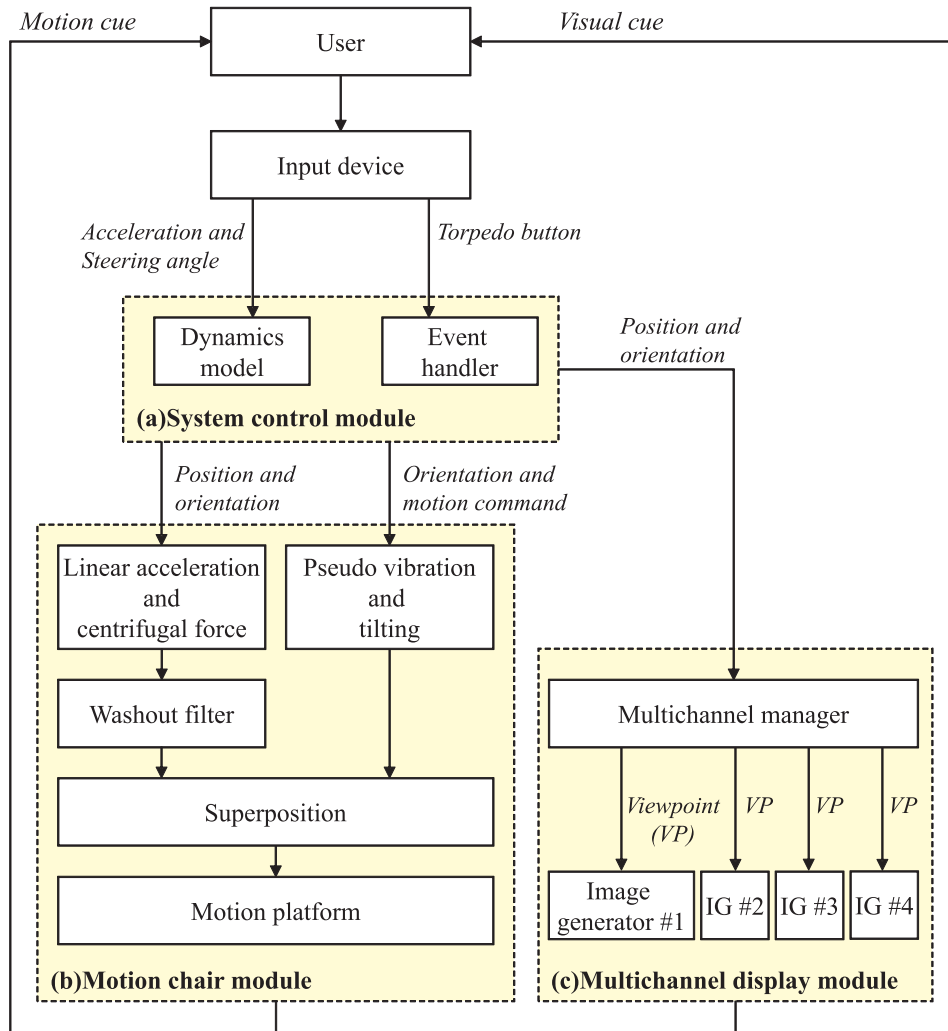 Motion cue
Visual cue
User
Input device
Acceleration and
Steering angle
Torpedo button
Dynamics
model
Event
handler
(a)System control module
Position and
orientation
Position and
orientation
Orientation and
motion command
Linear acceleration
and
centrifugal force
Pseudo vibration
and
tilting
Washout filter
Superposition
Motion platform
(b)Motion chair module
Multichannel manager
Viewpoint
(VP)
VP
VP
VP
Image
generator #1
IG #2
IG #3
IG #4
(c)Multichannel display module